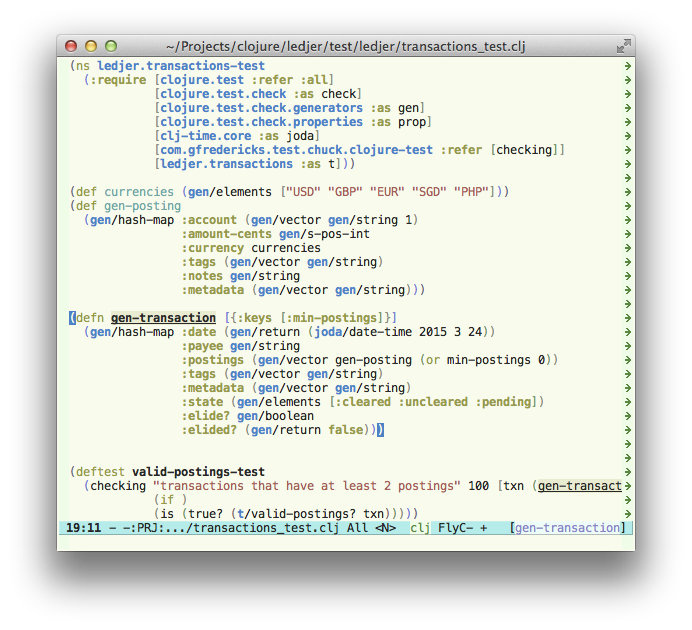 ~/Projects/clojure/ledjer/test/ledjer/transactions_test.clj
(ns ledjer.transactions-test
  (:require [clojure.test :refer :all]
            [clojure.test.check :as check]
            [clojure.test.check.generators :as gen]
            [clojure.test.check.properties :as prop]
            [clj-time.core :as joda]
            [com.gfredericks.test.chuck.clojure-test :refer [checking]]
            [ledjer.transactions :as t]))
(def currencies (gen/elements ["USD" "GBP" "EUR" "SGD" "PHP"]))
(def gen-posting
  (gen/hash-map :account (gen/vector gen/string 1)
                :amount-cents gen/s-pos-int
                :currency currencies
                :tags (gen/vector gen/string)
                :notes gen/string
                :metadata (gen/vector gen/string)))
(defn gen-transaction [{:keys [:min-postings]}]
  (gen/hash-map :date (gen/return (joda/date-time 2015 3 24))
                :payee gen/string
                :postings (gen/vector gen-posting (or min-postings 0))
                :tags (gen/vector gen/string)
                :metadata (gen/vector gen/string)
                :state (gen/elements [:cleared :uncleared :pending])
                :elide? gen/boolean
                :elided? (gen/return false)))
(deftest valid-postings-test
  (checking "transactions that have at least 2 postings" 100 [txn (gen-transact
            (if )
            (is (true? (t/valid-postings? txn)))))
19:11 - -:PRJ:.../transactions_test.clj All <N> clj FlyC- + [gen-transaction]